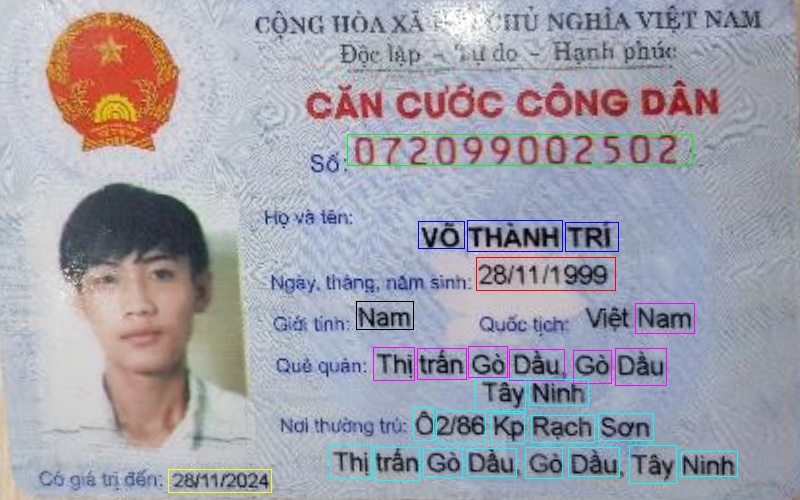 CỘNG HÒA XÃ CHỦ NGHĨA VIỆT NAM
Độc lập - Tự do - Hạnh phúc
CĂN CƯỚC CÔNG DÂN
Số: 072099002502
Họ và tên:
VÕ THÀNH TRÍ
Ngày, tháng, năm sinh: 28/11/1999
Giới tính: Nam Quốc tịch: Việt Nam
Quê quán: Thị trấn Gò Dầu, Gò Dầu
Tây Ninh
Nơi thường trú: Ô2/86 Kp Rạch Sơn
Thị trấn Gò Dầu, Gò Dầu, Tây Ninh
Có giá trị đến: 28/11/2024